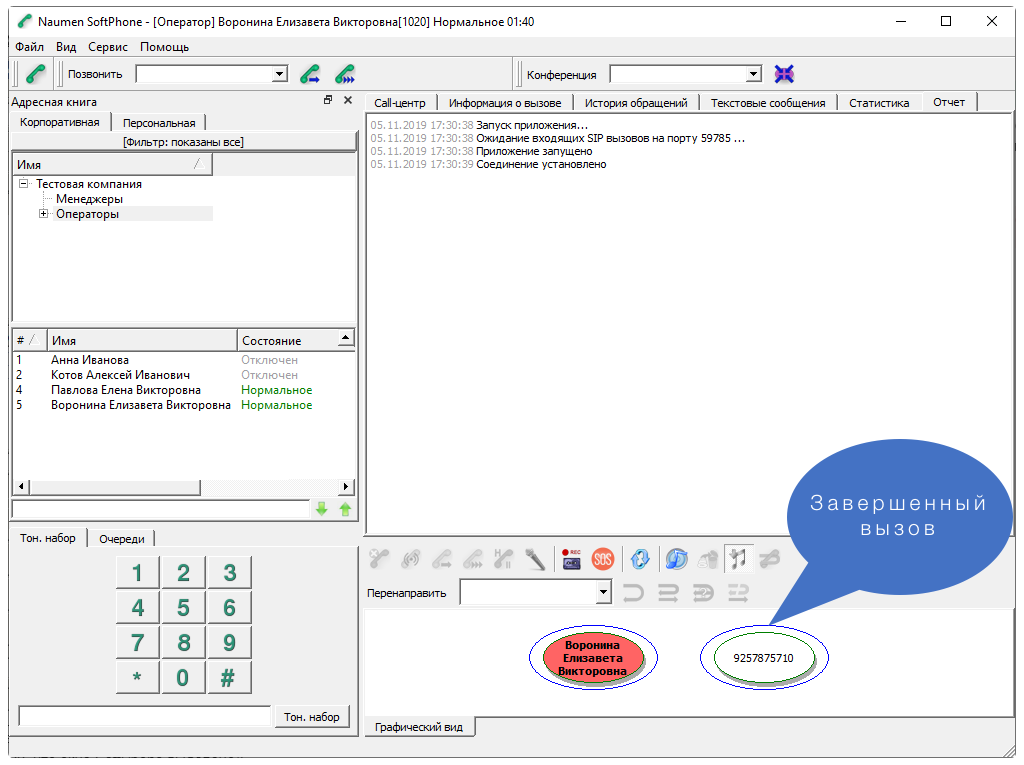 Naumen SoftPhone - [Оператор] Воронина Елизавета Викторовна[1020] Нормальное 01:40
Файл Вид Сервис Помощь
Позвонить Конференция
Адресная книга
Корпоративная Персональная
[Фильтр: показаны все]
Имя
Тестовая компания
Менеджеры
Операторы
# Имя Состояние
1 Анна Иванова Отключен
2 Котов Алексей Иванович Отключен
4 Павлова Елена Викторовна Нормальное
5 Воронина Елизавета Викторовна Нормальное
Тон. набор Очереди
1 2 3
4 5 6
7 8 9
* 0 #
Тон. набор
Call-центр Информация о вызове История обращений Текстовые сообщения Статистика Отчет
05.11.2019 17:30:38 Запуск приложения...
05.11.2019 17:30:38 Ожидание входящих SIP вызовов на порту 59785 ...
05.11.2019 17:30:38 Приложение запущено
05.11.2019 17:30:39 Соединение установлено
Завершенный
вызов
REC SOS
Перенаправить
Воронина
Елизавета
Викторовна
9257875710
Графический вид